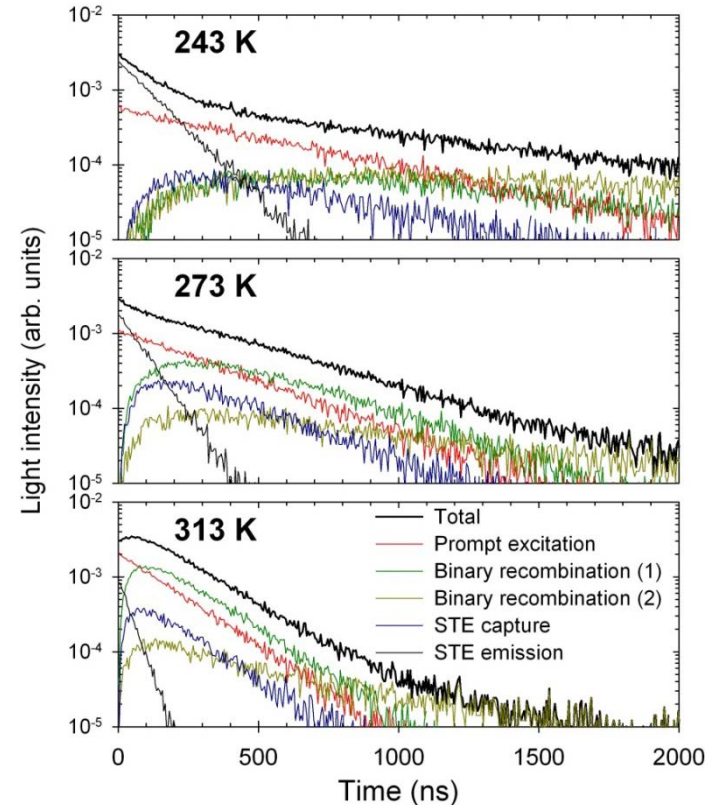 Light intensity (arb. units)
10⁻²
243 K
10⁻³
10⁻⁴
10⁻⁵
10⁻²
273 K
10⁻³
10⁻⁴
10⁻⁵
10⁻²
313 K
Total
Prompt excitation
10⁻³
Binary recombination (1)
Binary recombination (2)
STE capture
10⁻⁴
STE emission
10⁻⁵
0 500 1000 1500 2000
Time (ns)